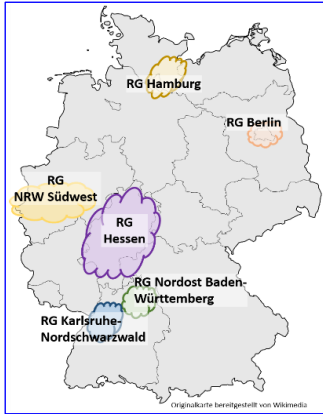 RG Hamburg
RG Berlin
RG
NRW Südwest
RG
Hessen
RG Nordost Baden-
Württemberg
RG Karlsruhe-
Nordschwarzwald
Originalkarte bereitgestellt von Wikimedia